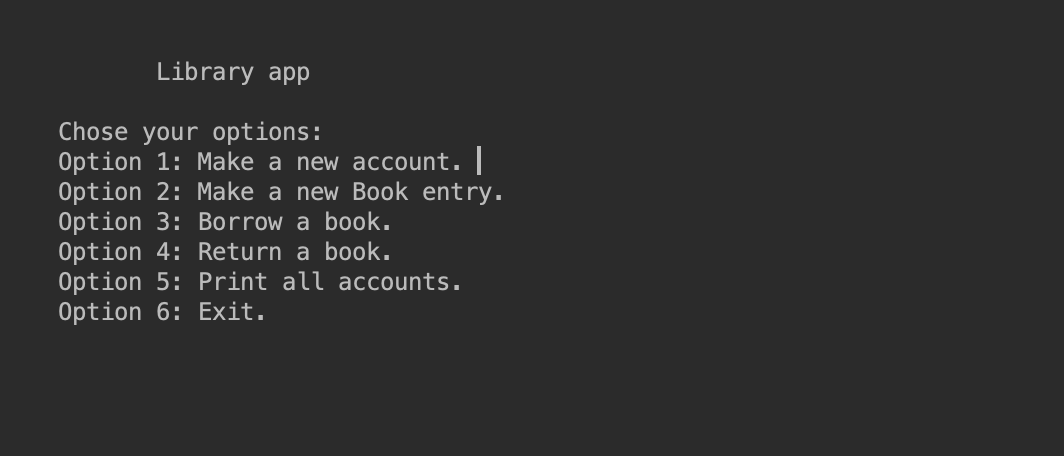 Library app
Chose your options:
Option 1: Make a new account.
Option 2: Make a new Book entry.
Option 3: Borrow a book.
Option 4: Return a book.
Option 5: Print all accounts.
Option 6: Exit.